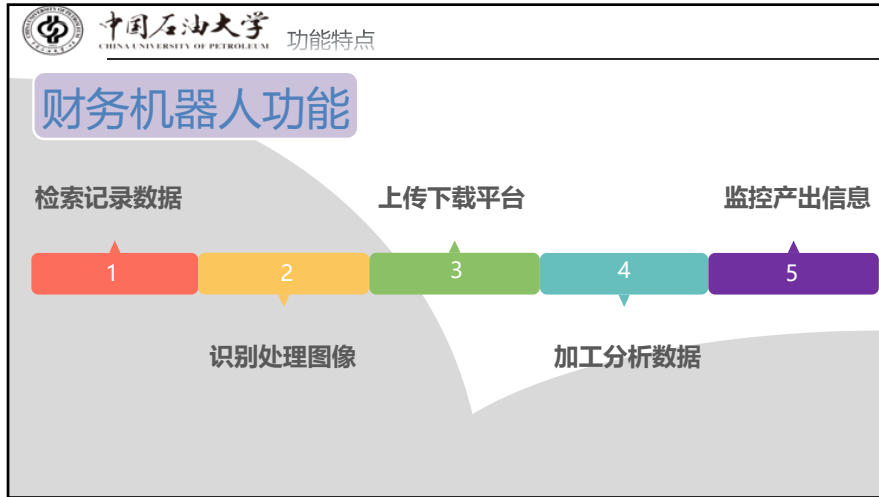 中国石油大学
CHINA UNIVERSITY OF PETROLEUM
功能特点
财务机器人功能
检索记录数据
上传下载平台
监控产出信息
1
2
3
4
5
识别处理图像
加工分析数据